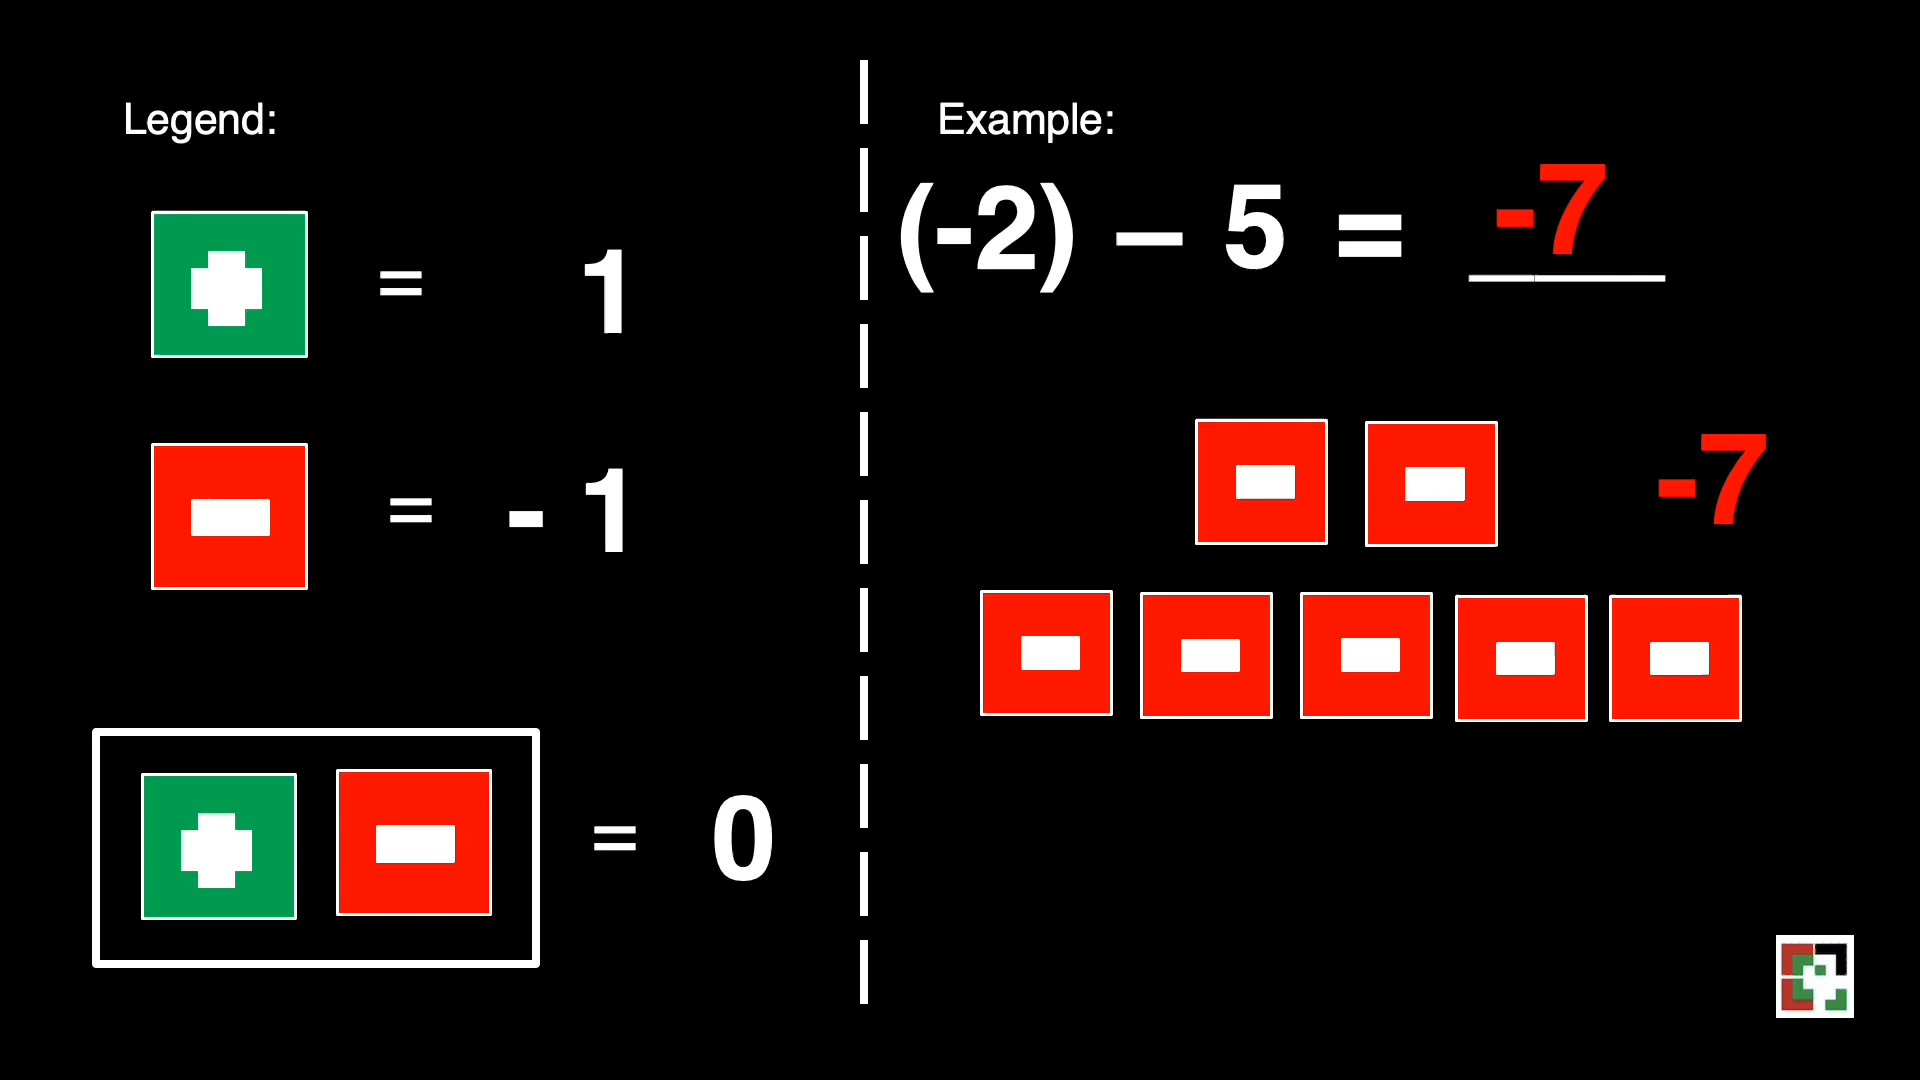 Legend:
= 1
= - 1
= 0
Example:
(-2) – 5 = -7
-7